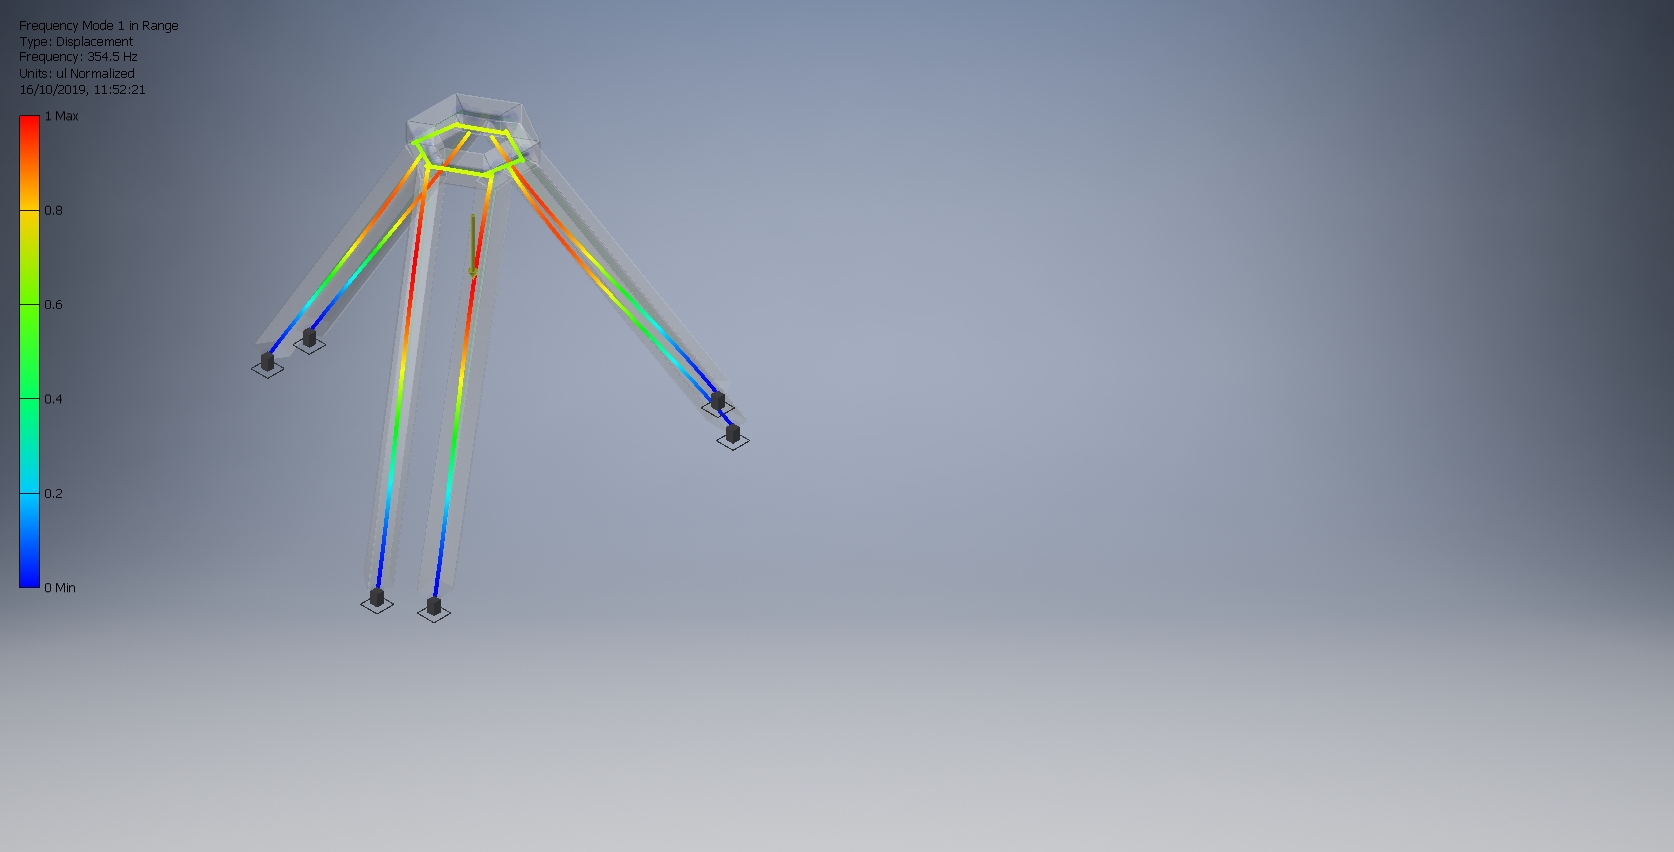 Frequency Mode 1 in Range
Type: Displacement
Frequency: 354.5 Hz
Units: ul Normalized
16/10/2019, 11:52:21
1 Max
0.8
0.6
0.4
0.2
0 Min